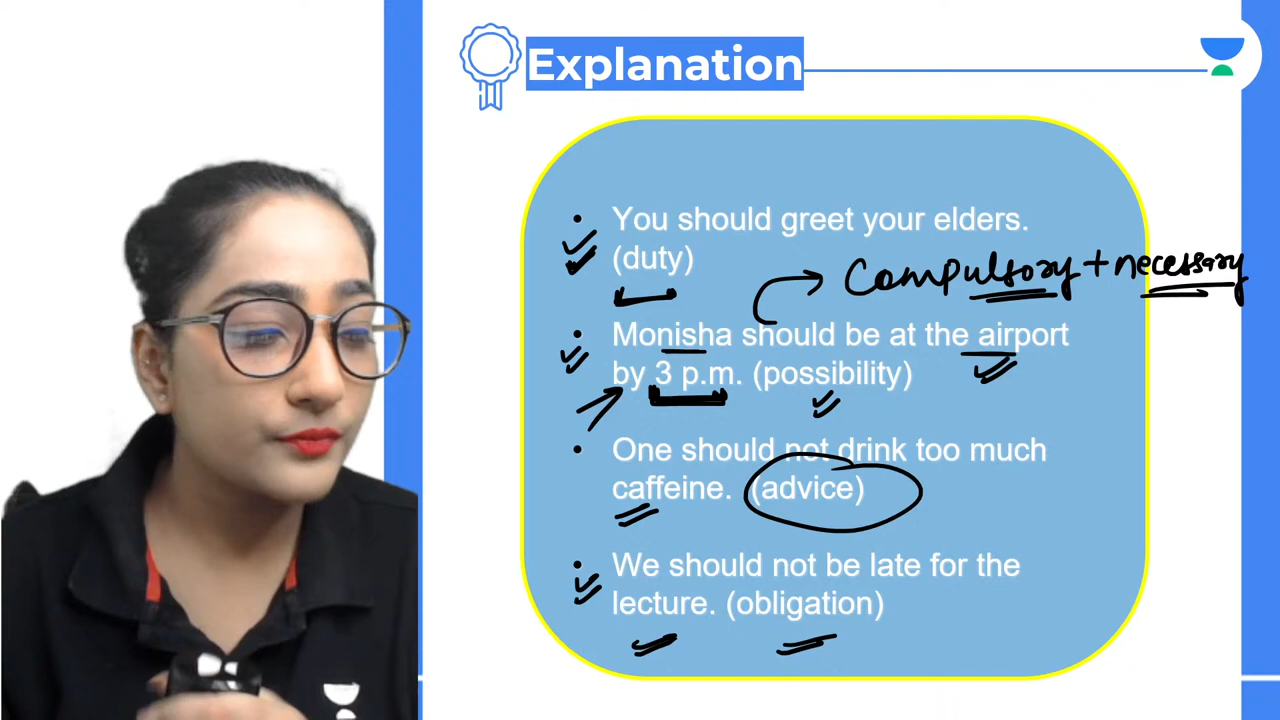 Explanation
• You should greet your elders.
(duty)
Compulsory + necessary
• Monisha should be at the airport
by 3 p.m. (possibility)
• One should not drink too much
caffeine. (advice)
• We should not be late for the
lecture. (obligation)